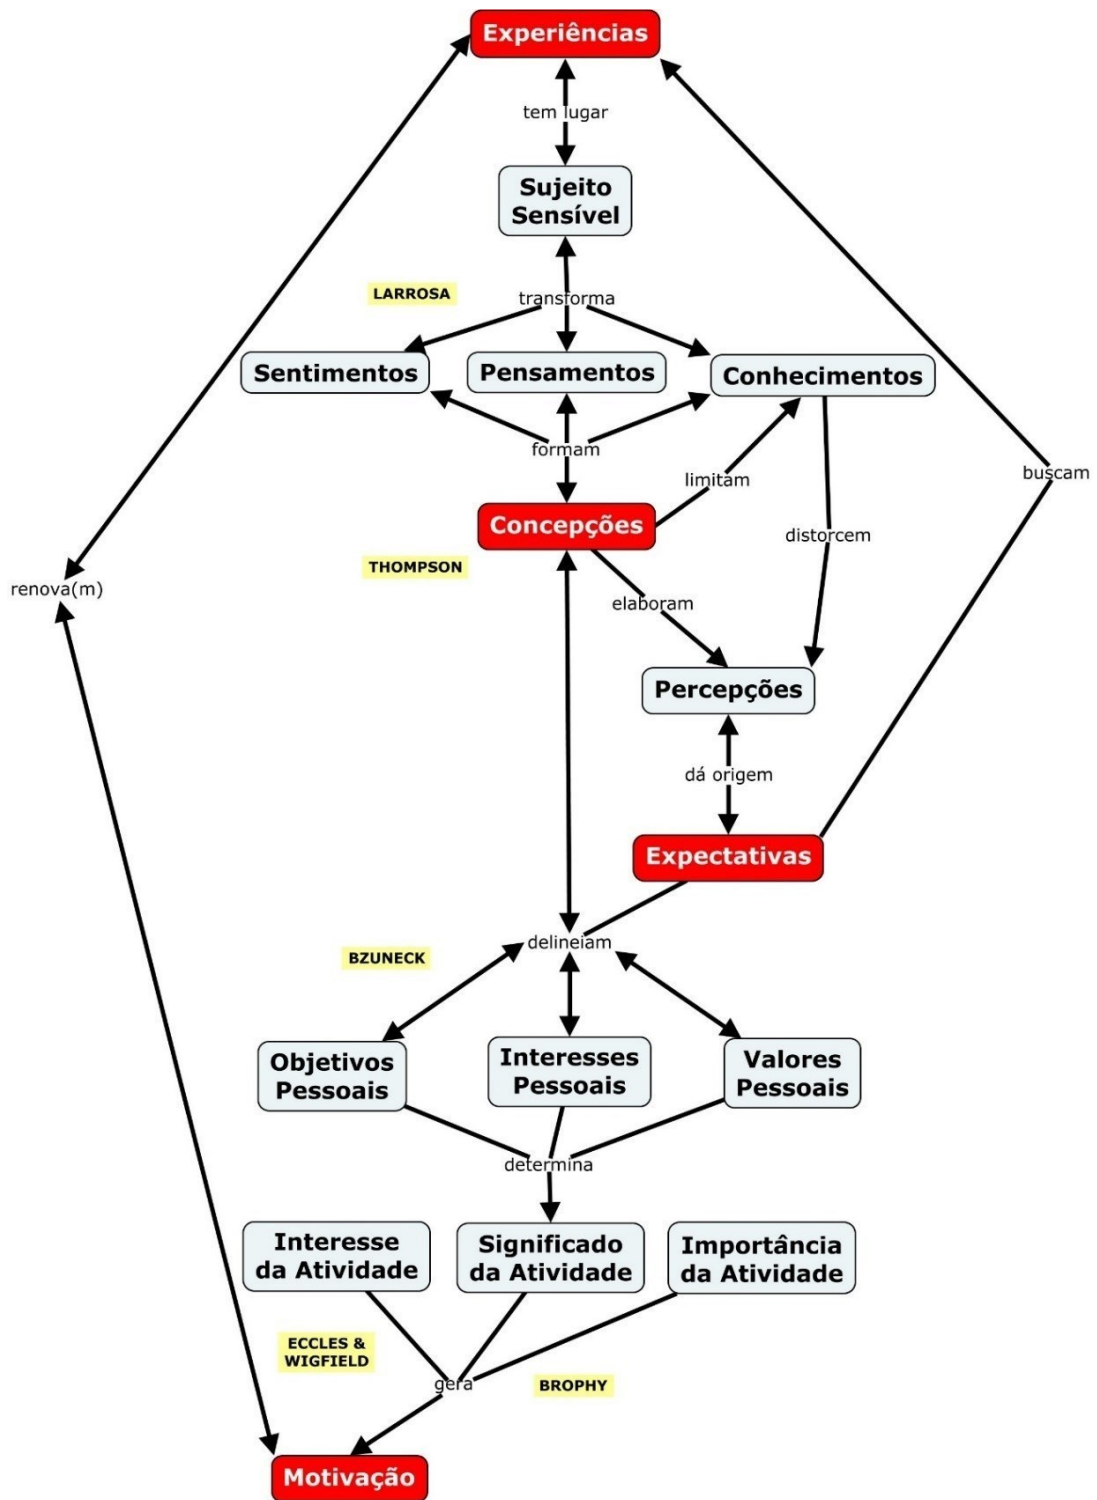 Experiências
tem lugar
Sujeito
Sensível
LARROSA
transforma
Sentimentos
Pensamentos
Conhecimentos
formam
limitam
buscam
Concepções
distorcem
THOMPSON
renova(m)
elaboram
Percepções
dá origem
Expectativas
delineiam
BZUNECK
Objetivos
Pessoais
Interesses
Pessoais
Valores
Pessoais
determina
Interesse
da Atividade
Significado
da Atividade
Importância
da Atividade
ECCLES &
WIGFIELD
gera
BROPHY
Motivação